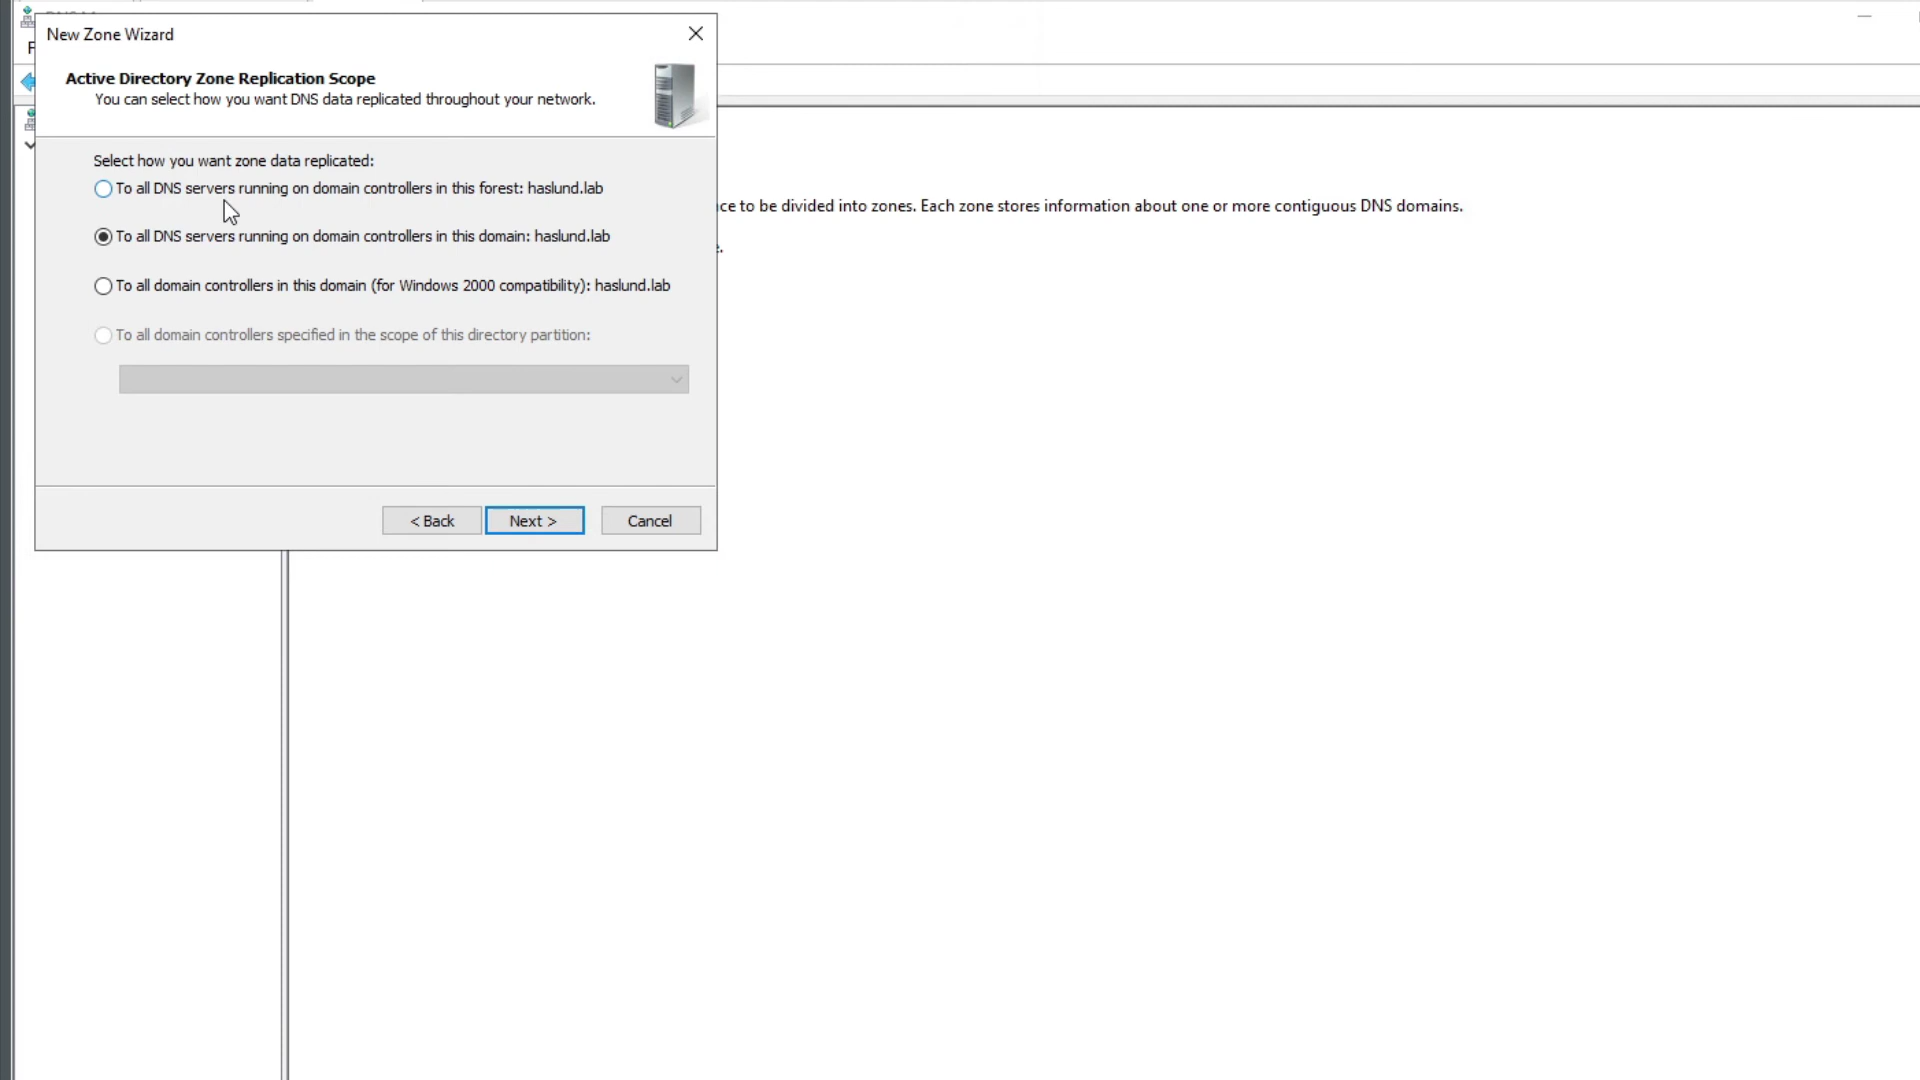 New Zone Wizard
Active Directory Zone Replication Scope
You can select how you want DNS data replicated throughout your network.
Select how you want zone data replicated:
To all DNS servers running on domain controllers in this forest: haslund.lab
ce to be divided into zones. Each zone stores information about one or more contiguous DNS domains.
To all DNS servers running on domain controllers in this domain: haslund.lab
To all domain controllers in this domain (for Windows 2000 compatibility): haslund.lab
To all domain controllers specified in the scope of this directory partition:
< Back
Next >
Cancel